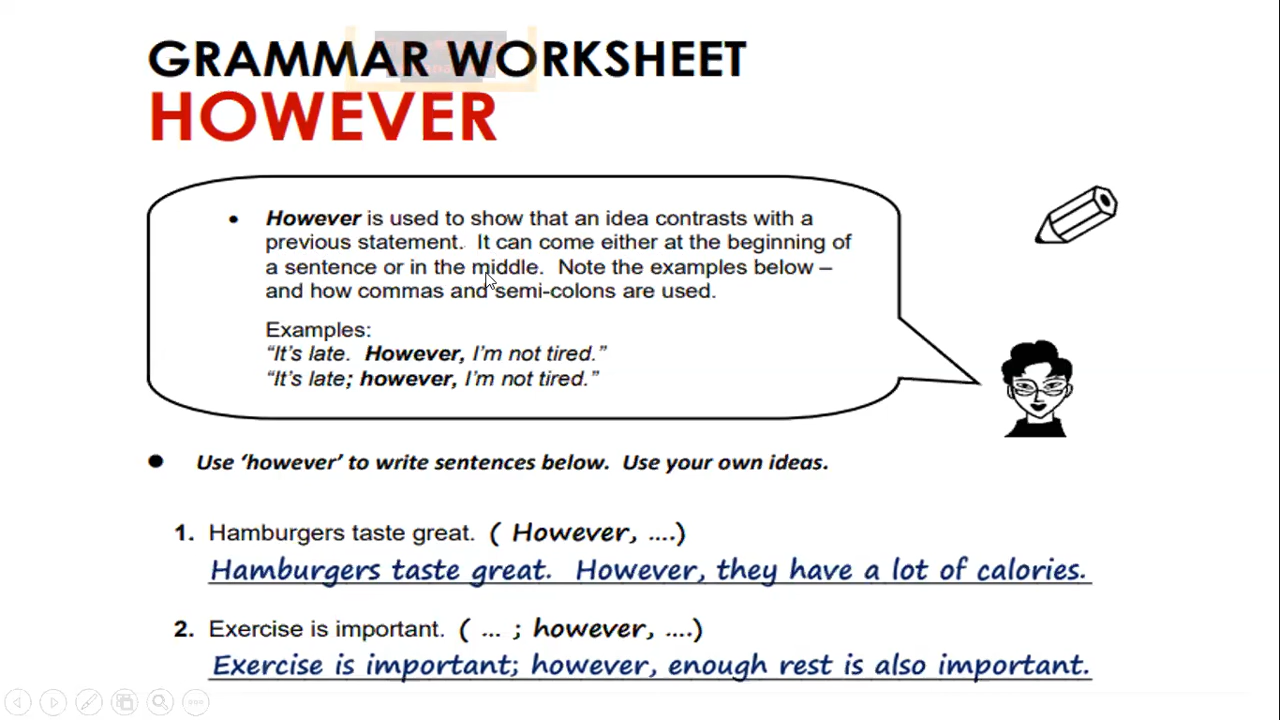 GRAMMAR WORKSHEET
HOWEVER
• However is used to show that an idea contrasts with a
previous statement. It can come either at the beginning of
a sentence or in the middle. Note the examples below –
and how commas and semi-colons are used.
Examples:
“It’s late. However, I’m not tired.”
“It’s late; however, I’m not tired.”
● Use ‘however’ to write sentences below. Use your own ideas.
1. Hamburgers taste great. ( However, ....)
Hamburgers taste great. However, they have a lot of calories.
2. Exercise is important. ( ... ; however, ....)
Exercise is important; however, enough rest is also important.